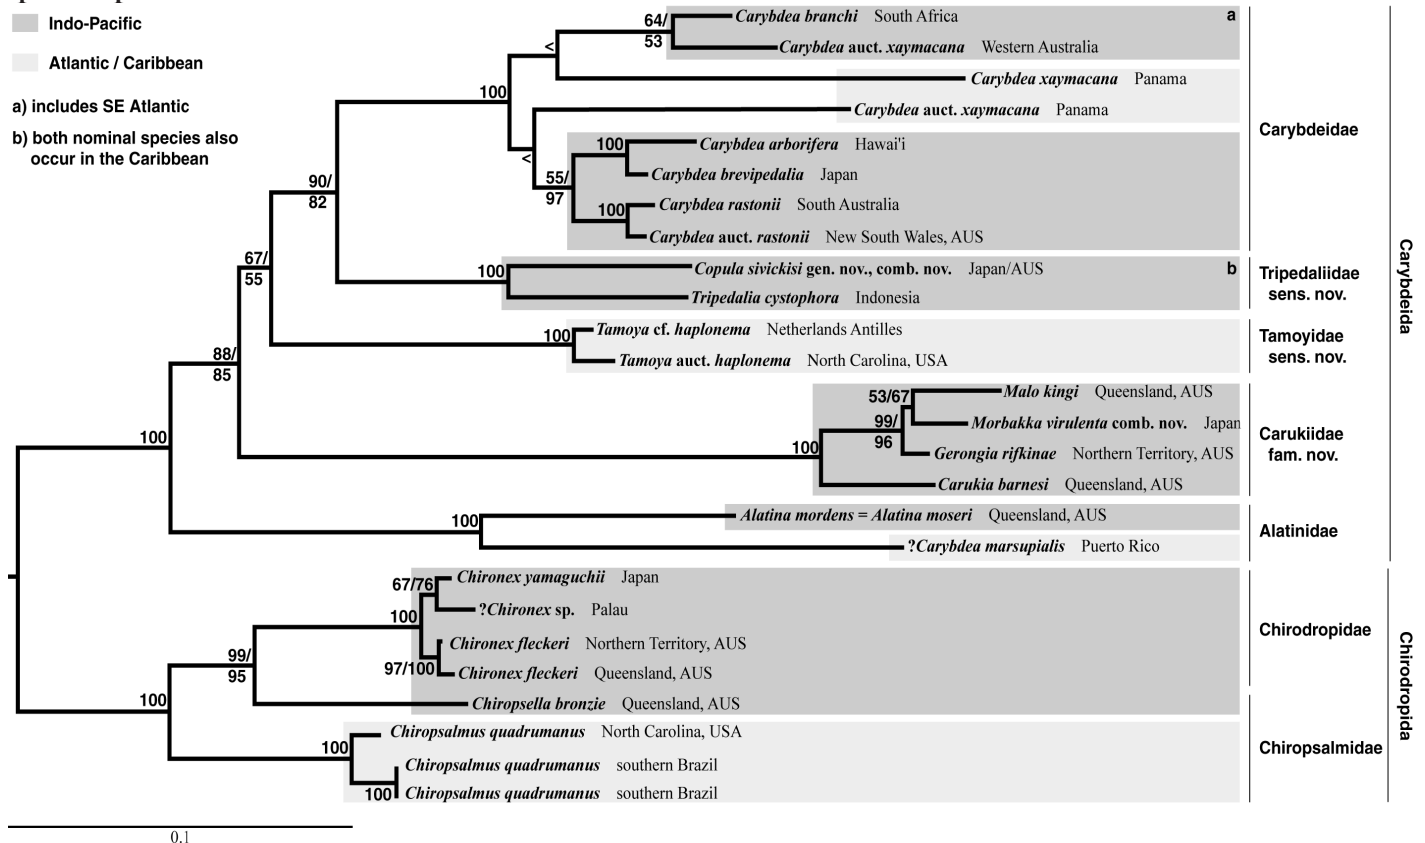 Indo-Pacific
Atlantic / Caribbean
a) includes SE Atlantic
b) both nominal species also
occur in the Caribbean
64/
53
Carybdea branchi South Africa
a
Carybdea auct. xaymacana Western Australia
<
Carybdea xaymacana Panama
100
Carybdea auct. xaymacana Panama
Carybdeidae
<
100
Carybdea arborifera Hawai'i
Carybdea brevipedalia Japan
55/
97
90/
82
100
Carybdea rastonii South Australia
Carybdea auct. rastonii New South Wales, AUS
67/
55
100
Copula sivickisi gen. nov., comb. nov. Japan/AUS
b
Tripedalia cystophora Indonesia
Tripedaliidae
sens. nov.
Carybdeida
100
Tamoya cf. haplonema Netherlands Antilles
Tamoya auct. haplonema North Carolina, USA
Tamoyidae
sens. nov.
88/
85
53/67
Malo kingi Queensland, AUS
99/
96
Morbakka virulenta comb. nov. Japan
100
Gerongia rifkinae Northern Territory, AUS
Carukia barnesi Queensland, AUS
Carukiidae
fam. nov.
100
100
Alatina mordens = Alatina moseri Queensland, AUS
?Carybdea marsupialis Puerto Rico
Alatinidae
67/76
Chironex yamaguchii Japan
?Chironex sp. Palau
100
Chironex fleckeri Northern Territory, AUS
97/100
Chironex fleckeri Queensland, AUS
Chirodropidae
99/
95
Chiropsella bronzie Queensland, AUS
Chirodropida
100
100
Chiropsalmus quadrumanus North Carolina, USA
Chiropsalmus quadrumanus southern Brazil
100
Chiropsalmus quadrumanus southern Brazil
Chiropsalmidae
0.1